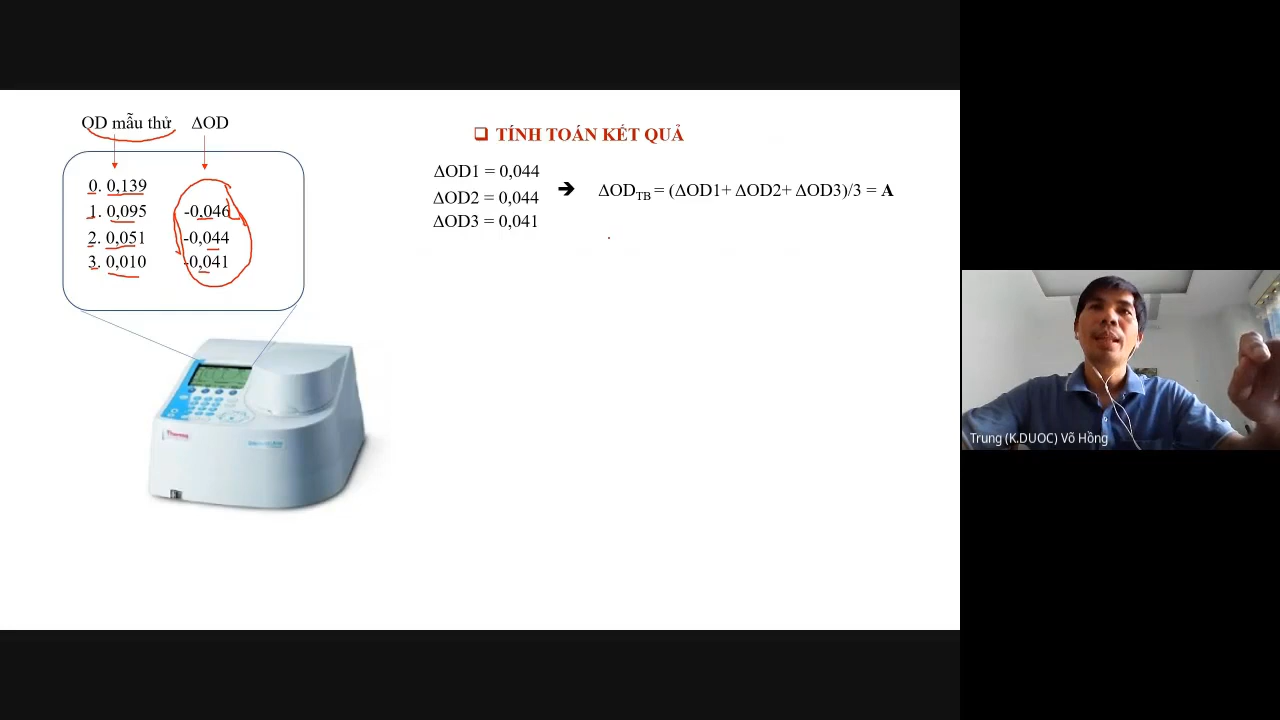 OD mẫu thử ΔOD
0. 0,139
1. 0,095 -0,046
2. 0,051 -0,044
3. 0,010 -0,041
❑ TÍNH TOÁN KẾT QUẢ
ΔOD1 = 0,044
ΔOD2 = 0,044
ΔOD3 = 0,041
➔ ΔOD_TB = (ΔOD1+ ΔOD2+ ΔOD3)/3 = A
Thermo
Trung (K.DUOC) Võ Hồng